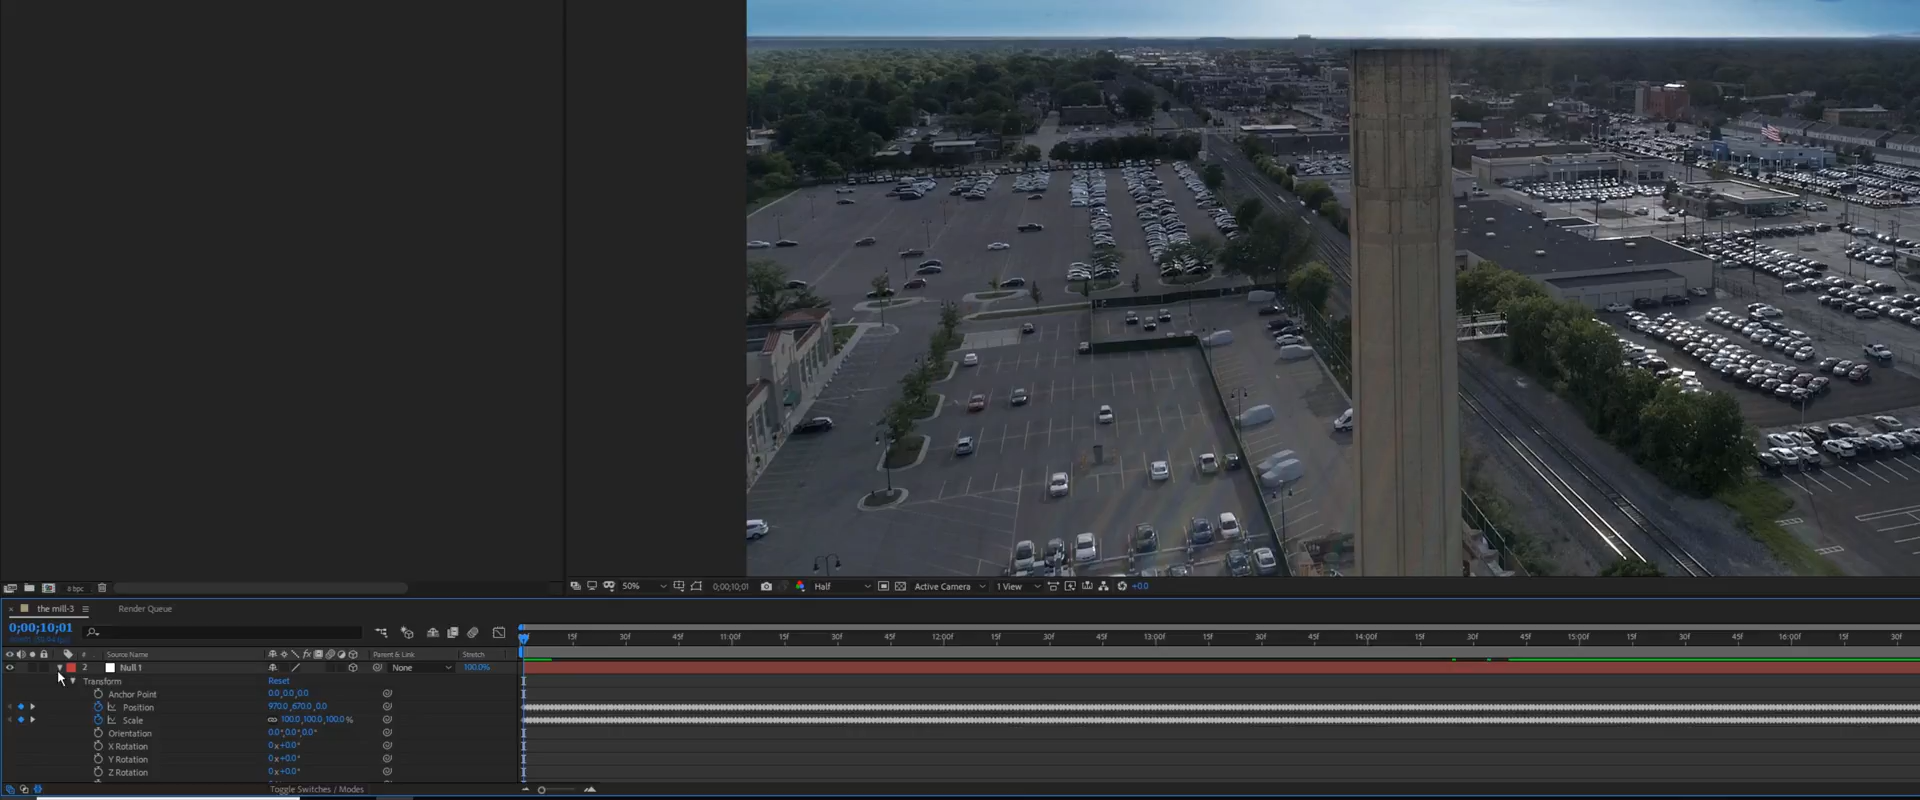 8 bpc
50%
0;00;10;01
Half
Active Camera
1 View
+0.0
the mill-3
Render Queue
0;00;10;01
15f
30f
45f
11:00f
15f
30f
45f
12:00f
15f
30f
45f
13:00f
15f
30f
45f
14:00f
15f
30f
45f
15:00f
15f
30f
45f
16:00f
15f
30f
# Source Name
fx
Parent & Link
Stretch
2 Null 1
None
100.0%
Transform
Reset
Anchor Point
0.0,0.0,0.0
Position
970.0,670.0,0.0
Scale
100.0,100.0,100.0%
Orientation
0.0°,0.0°,0.0°
X Rotation
0x+0.0°
Y Rotation
0x+0.0°
Z Rotation
0x+0.0°
Toggle Switches / Modes